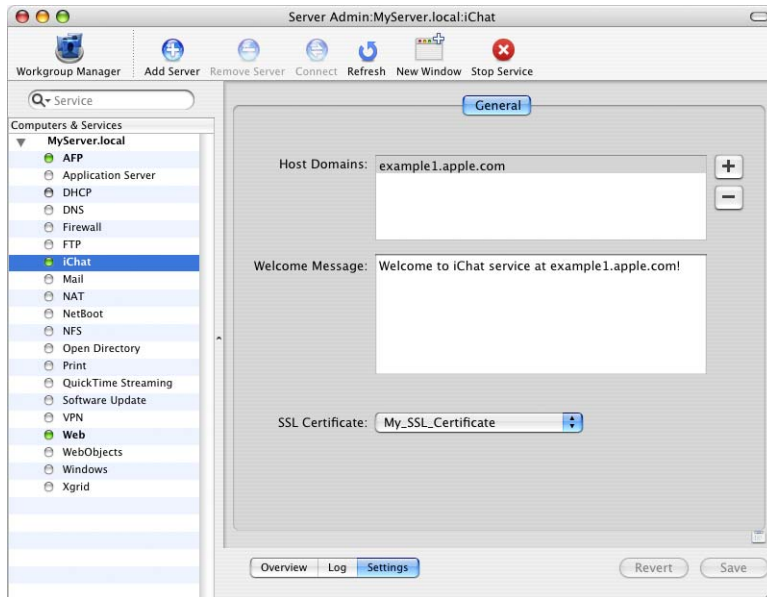 Server Admin:MyServer.local:iChat
Workgroup Manager Add Server Remove Server Connect Refresh New Window Stop Service
Service
Computers & Services
MyServer.local
AFP
Application Server
DHCP
DNS
Firewall
FTP
iChat
Mail
NAT
NetBoot
NFS
Open Directory
Print
QuickTime Streaming
Software Update
VPN
Web
WebObjects
Windows
Xgrid
General
Host Domains: example1.apple.com
Welcome Message: Welcome to iChat service at example1.apple.com!
SSL Certificate: My_SSL_Certificate
Overview Log Settings
Revert Save